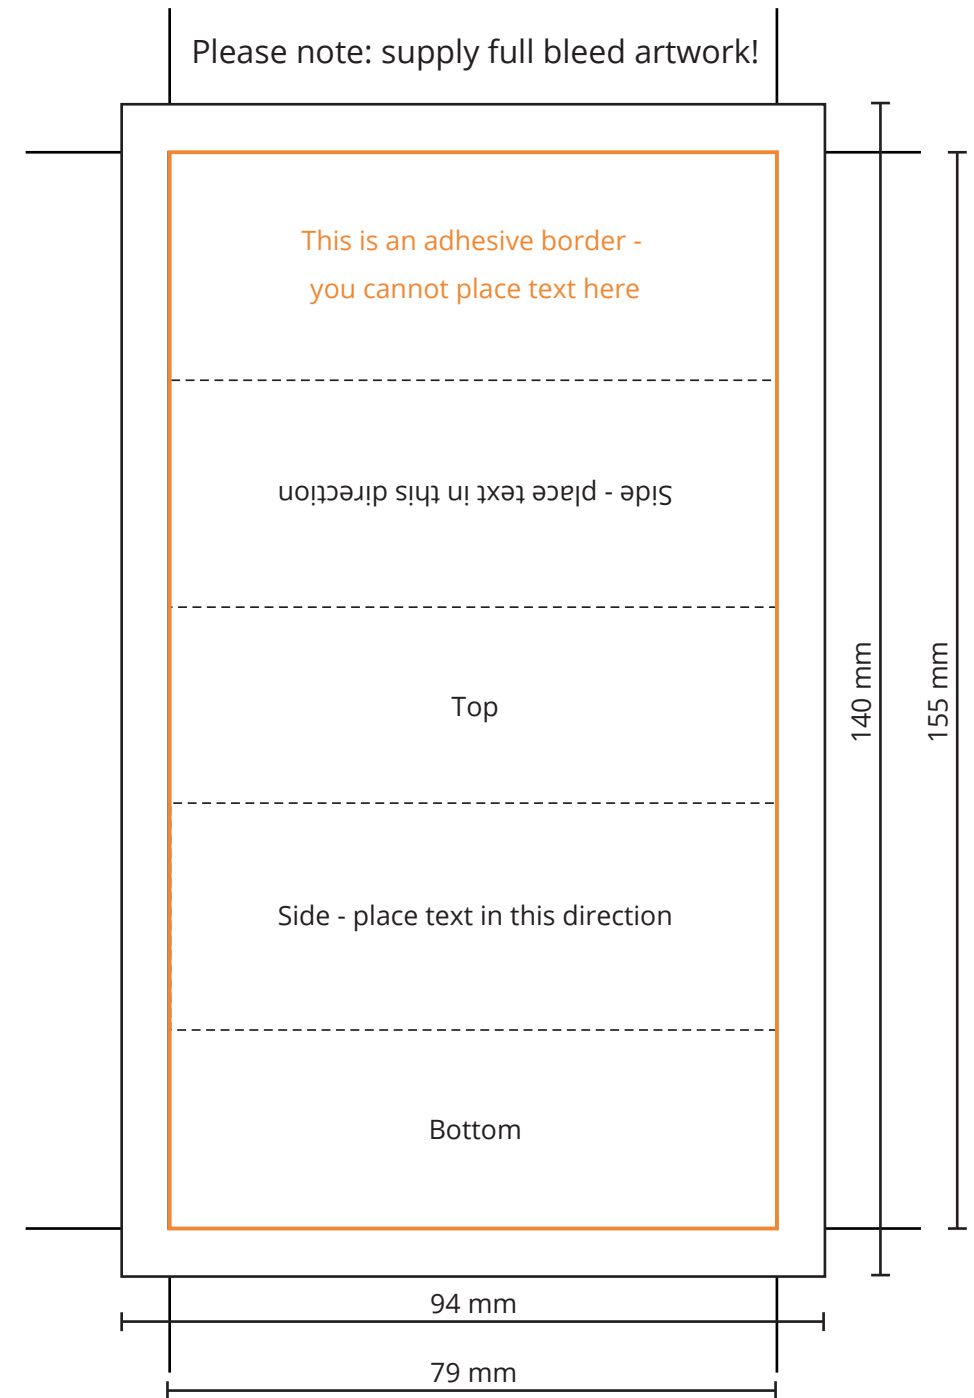 Please note: supply full bleed artwork!
This is an adhesive border -
you cannot place text here
Side - place text in this direction
Top
140 mm
155 mm
Side - place text in this direction
Bottom
94 mm
79 mm